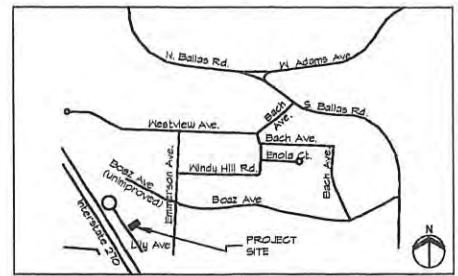 N. Ballas Rd.
W. Adams Ave.
S. Ballas Rd.
Bach
Ave.
Westview Ave.
Bach Ave.
Enola Ct.
Emmerson Ave.
Windy Hill Rd.
Bach Ave
Boaz Ave
(unimproved)
Boaz Ave
Interstate 270
Lily Ave
PROJECT
SITE
N